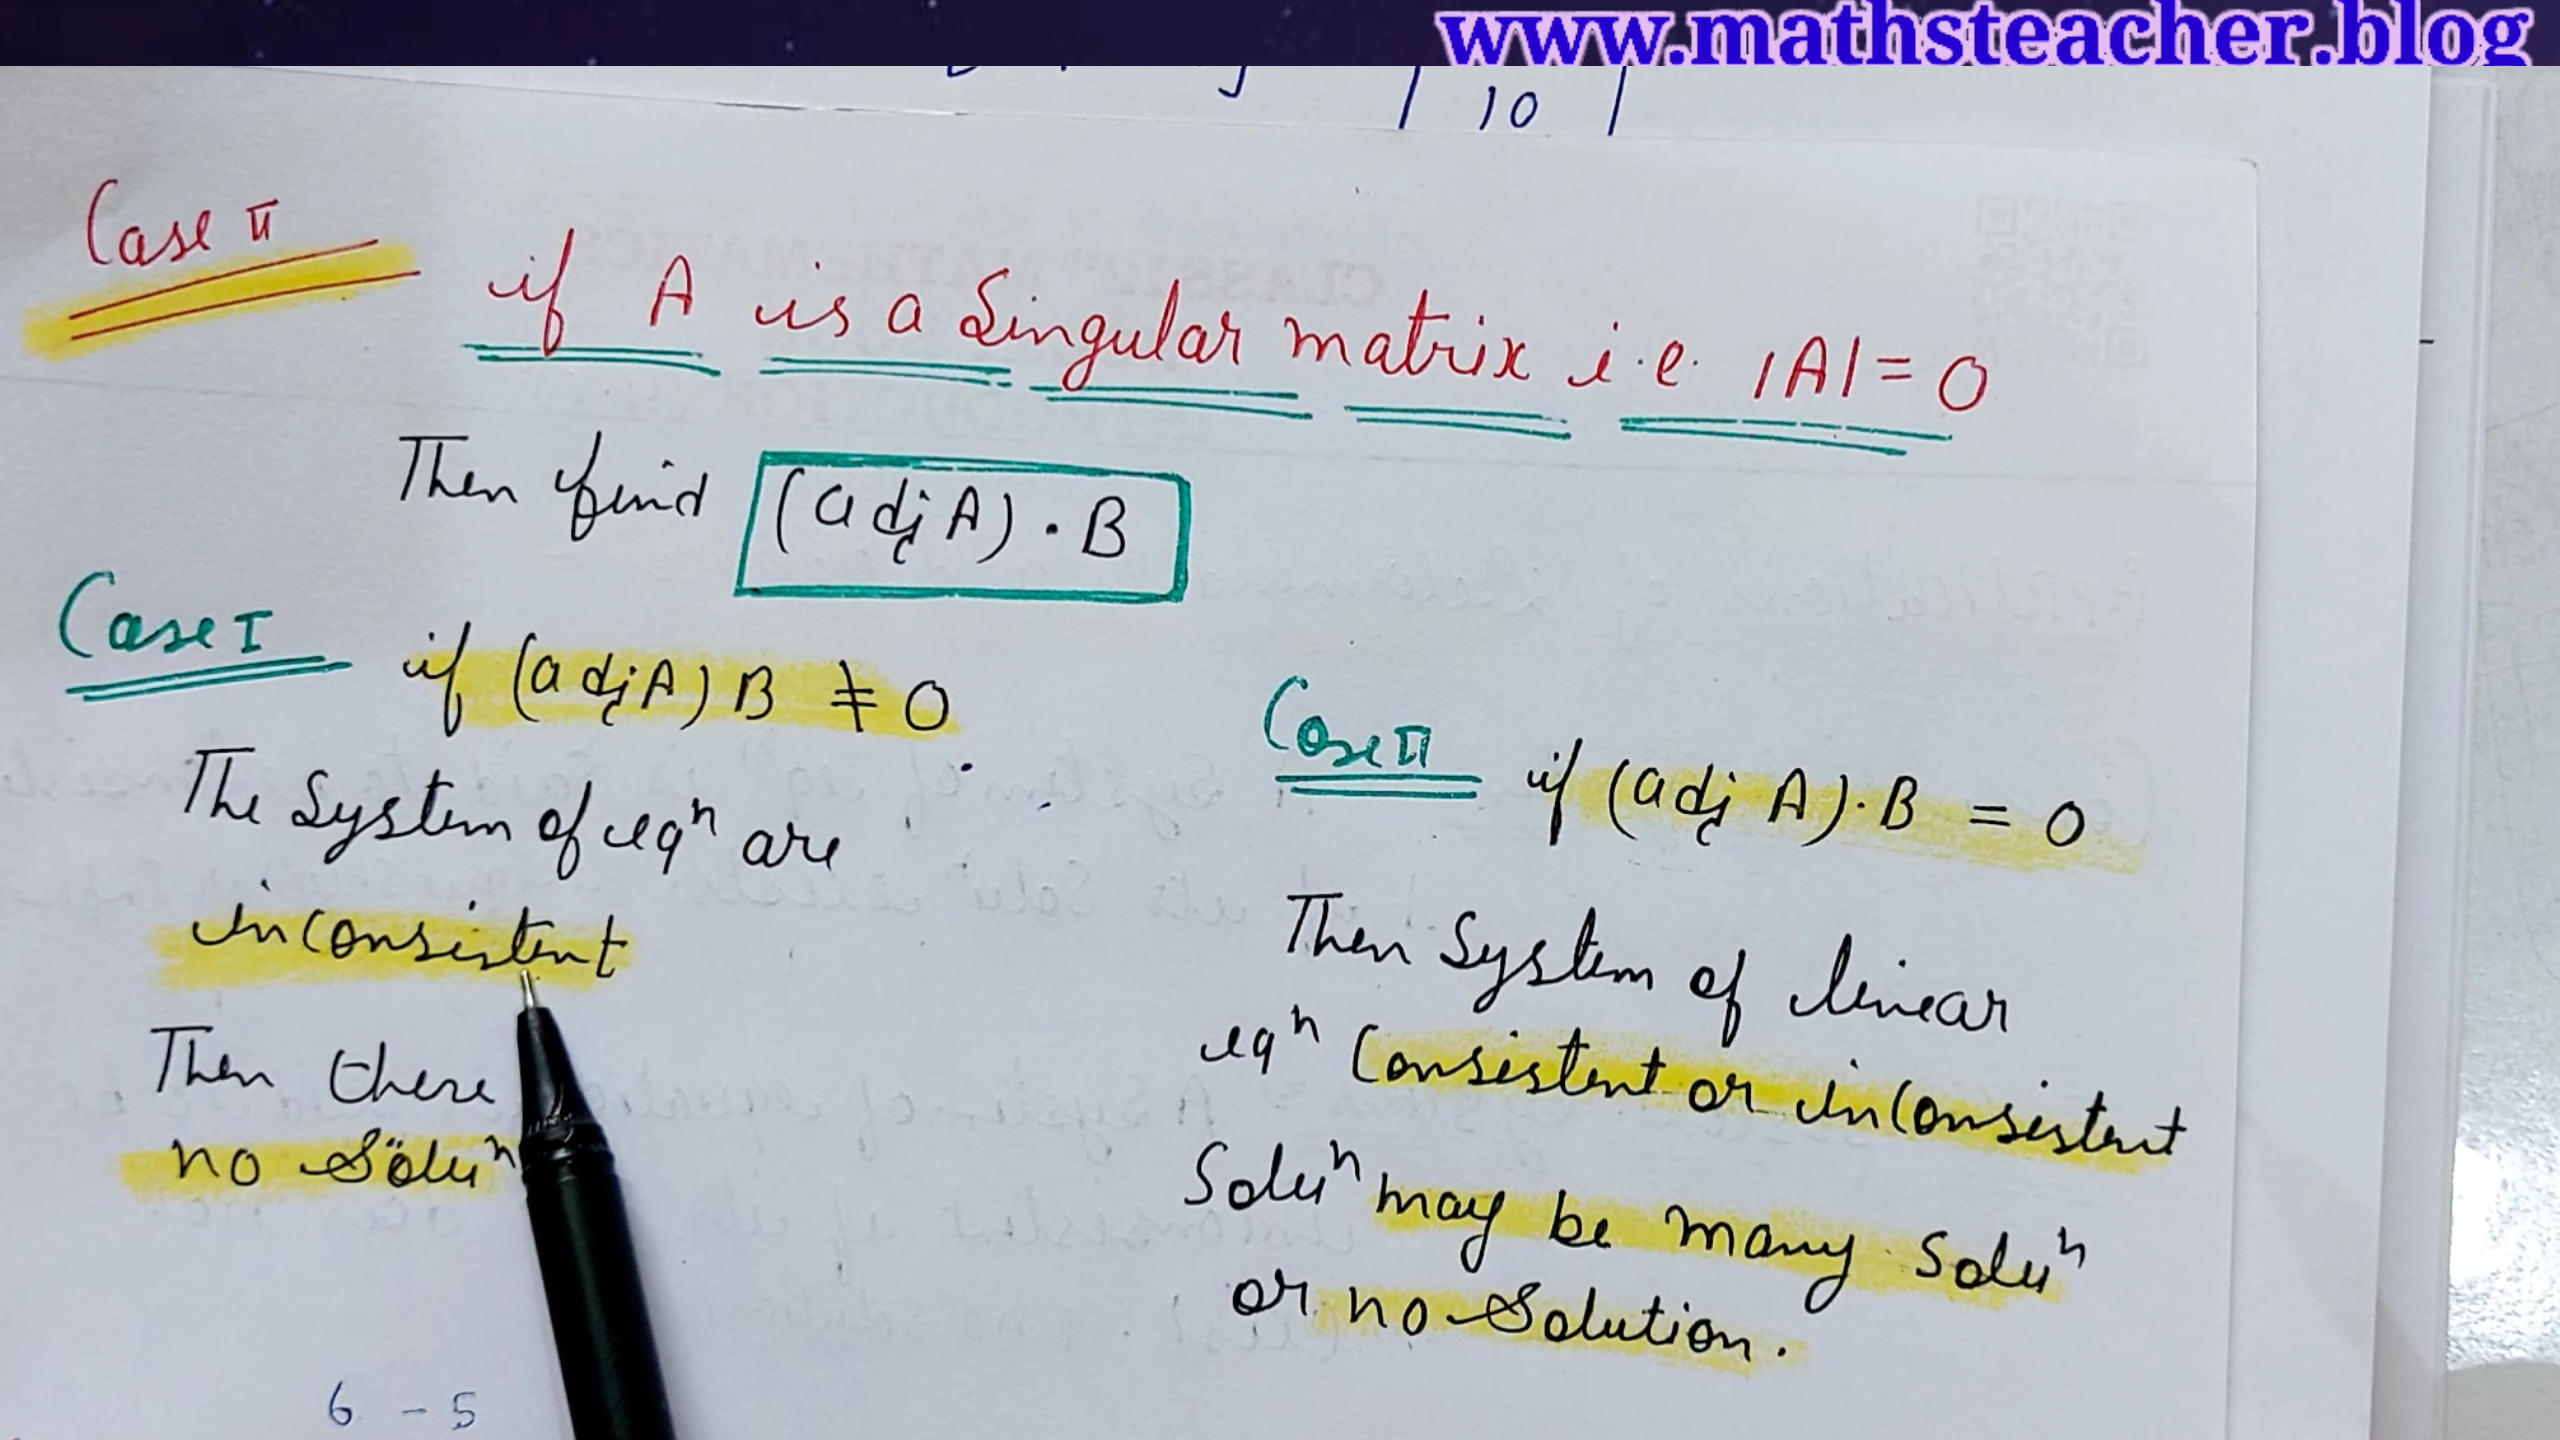 www.mathsteacher.blog
10
Case II
if A is a Singular matrix i.e. |A| = 0
Then find (adj A) · B
Case I if (adj A) B ≠ 0
The System of eqⁿ are
inconsistent
Then there
no Soluⁿ
Case II if (adj A) · B = 0
Then System of linear
eqⁿ Consistent or inconsistent
Soluⁿ may be many Soluⁿ
or no Solution.
6 - 5